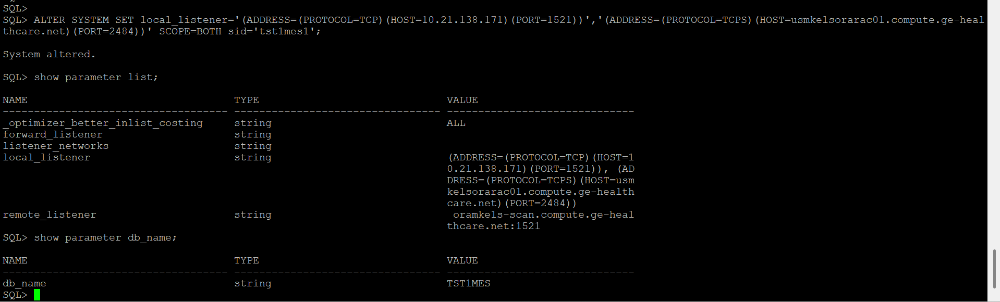 SQL>
SQL> ALTER SYSTEM SET local_listener='(ADDRESS=(PROTOCOL=TCP)(HOST=10.21.138.171)(PORT=1521))','(ADDRESS=(PROTOCOL=TCPS)(HOST=usmkelsorarac01.compute.ge-heal
thcare.net)(PORT=2484))' SCOPE=BOTH sid='tst1mes1';
System altered.
SQL> show parameter list;
NAME                                 TYPE                              VALUE
------------------------------------ --------------------------------- ------------------------------
_optimizer_better_inlist_costing     string                            ALL
forward_listener                     string
listener_networks                    string
local_listener                       string                            (ADDRESS=(PROTOCOL=TCP)(HOST=1
0.21.138.171)(PORT=1521)), (AD
DRESS=(PROTOCOL=TCPS)(HOST=usm
kelsorarac01.compute.ge-health
care.net)(PORT=2484))
remote_listener                      string                             oramkels-scan.compute.ge-heal
thcare.net:1521
SQL> show parameter db_name;
NAME                                 TYPE                              VALUE
------------------------------------ --------------------------------- ------------------------------
db_name                              string                            TST1MES
SQL>